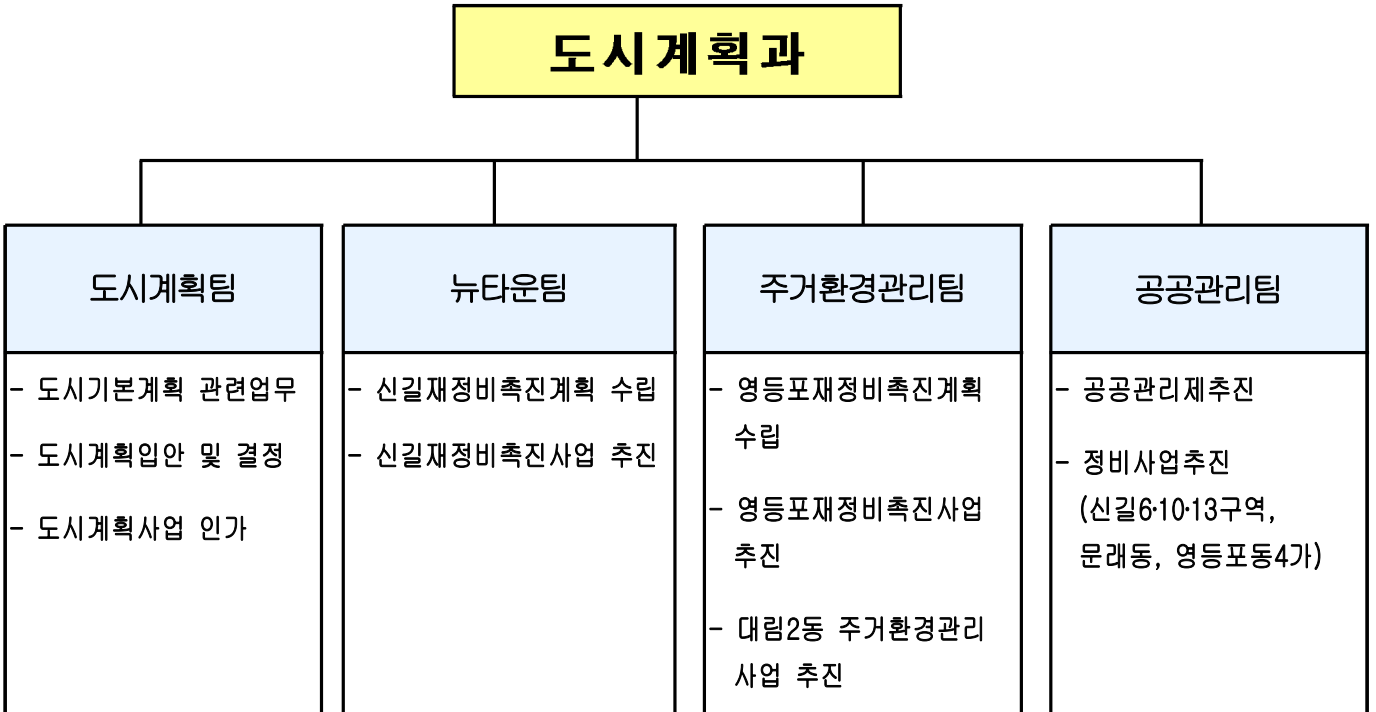 도시계획과
도시계획팀
- 도시기본계획 관련업무
- 도시계획입안 및 결정
- 도시계획사업 인가
뉴타운팀
- 신길재정비촉진계획 수립
- 신길재정비촉진사업 추진
주거환경관리팀
- 영등포재정비촉진계획
수립
- 영등포재정비촉진사업
추진
- 대림2동 주거환경관리
사업 추진
공공관리팀
- 공공관리제추진
- 정비사업추진
(신길6·10·13구역,
문래동, 영등포동4가)